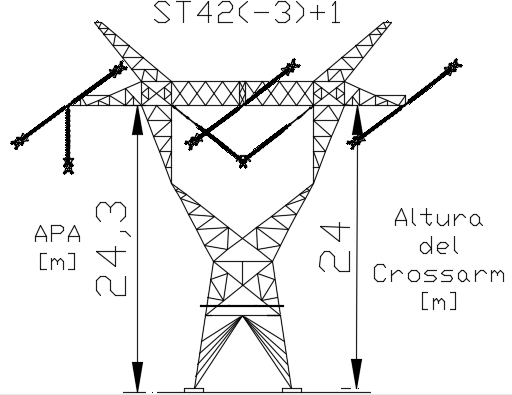 ST42(-3)+1
APA
[m]
24,3
24
Altura
del
Crossarm
[m]